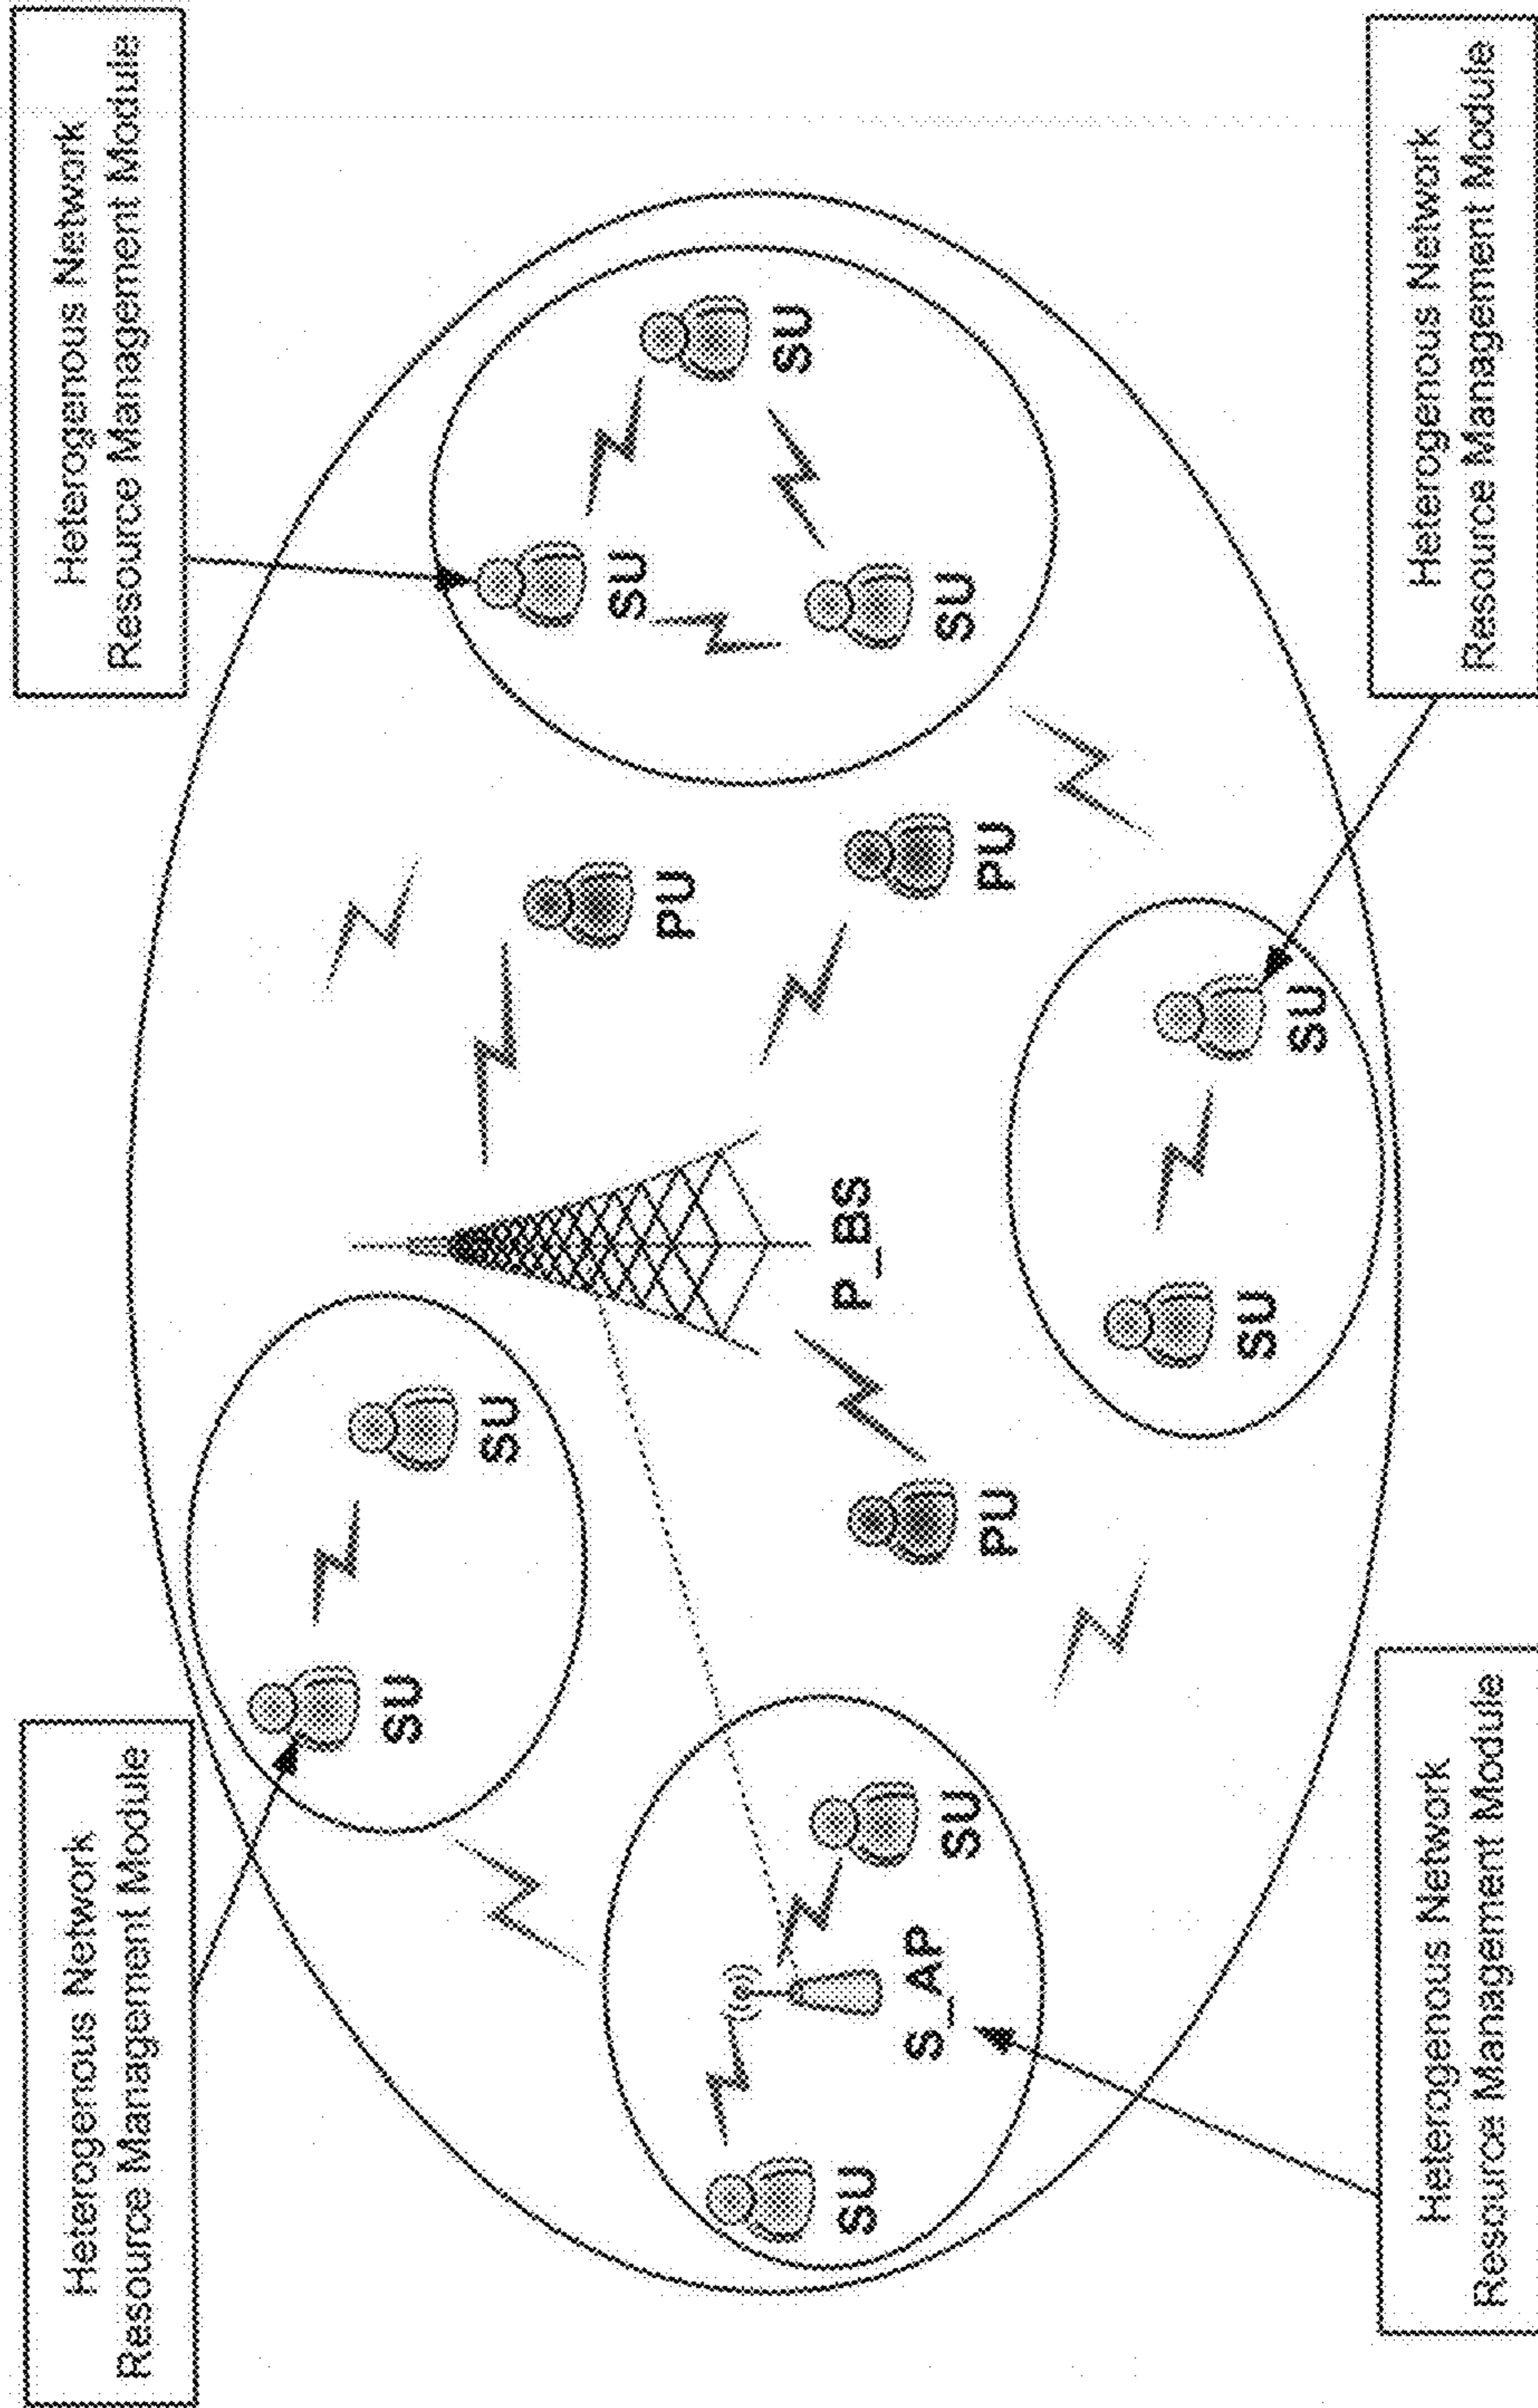 Heterogenous Network
Resource Management Module
Heterogenous Network
Resource Management Module
SU
SU
SU
PU
SU
P_BS
SU
S_AP
SU
SU
PU
PU
SU
SU
Heterogenous Network
Resource Management Module
Heterogenous Network
Resource Management Module